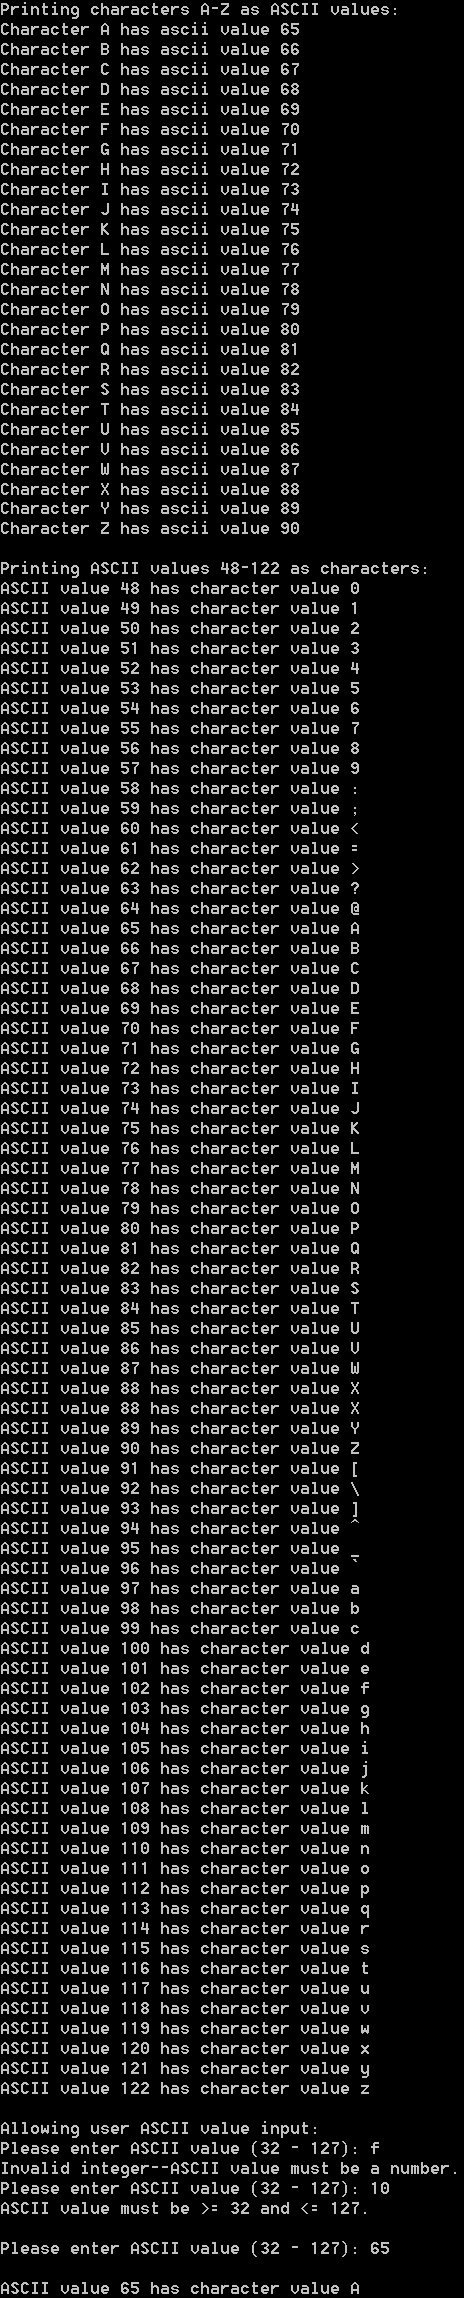 Printing characters A-Z as ASCII values:
Character A has ascii value 65
Character B has ascii value 66
Character C has ascii value 67
Character D has ascii value 68
Character E has ascii value 69
Character F has ascii value 70
Character G has ascii value 71
Character H has ascii value 72
Character I has ascii value 73
Character J has ascii value 74
Character K has ascii value 75
Character L has ascii value 76
Character M has ascii value 77
Character N has ascii value 78
Character O has ascii value 79
Character P has ascii value 80
Character Q has ascii value 81
Character R has ascii value 82
Character S has ascii value 83
Character T has ascii value 84
Character U has ascii value 85
Character V has ascii value 86
Character W has ascii value 87
Character X has ascii value 88
Character Y has ascii value 89
Character Z has ascii value 90

Printing ASCII values 48-122 as characters:
ASCII value 48 has character value 0
ASCII value 49 has character value 1
ASCII value 50 has character value 2
ASCII value 51 has character value 3
ASCII value 52 has character value 4
ASCII value 53 has character value 5
ASCII value 54 has character value 6
ASCII value 55 has character value 7
ASCII value 56 has character value 8
ASCII value 57 has character value 9
ASCII value 58 has character value :
ASCII value 59 has character value ;
ASCII value 60 has character value <
ASCII value 61 has character value =
ASCII value 62 has character value >
ASCII value 63 has character value ?
ASCII value 64 has character value @
ASCII value 65 has character value A
ASCII value 66 has character value B
ASCII value 67 has character value C
ASCII value 68 has character value D
ASCII value 69 has character value E
ASCII value 70 has character value F
ASCII value 71 has character value G
ASCII value 72 has character value H
ASCII value 73 has character value I
ASCII value 74 has character value J
ASCII value 75 has character value K
ASCII value 76 has character value L
ASCII value 77 has character value M
ASCII value 78 has character value N
ASCII value 79 has character value O
ASCII value 80 has character value P
ASCII value 81 has character value Q
ASCII value 82 has character value R
ASCII value 83 has character value S
ASCII value 84 has character value T
ASCII value 85 has character value U
ASCII value 86 has character value V
ASCII value 87 has character value W
ASCII value 88 has character value X
ASCII value 88 has character value X
ASCII value 89 has character value Y
ASCII value 90 has character value Z
ASCII value 91 has character value [
ASCII value 92 has character value \
ASCII value 93 has character value ]
ASCII value 94 has character value ^
ASCII value 95 has character value _
ASCII value 96 has character value `
ASCII value 97 has character value a
ASCII value 98 has character value b
ASCII value 99 has character value c
ASCII value 100 has character value d
ASCII value 101 has character value e
ASCII value 102 has character value f
ASCII value 103 has character value g
ASCII value 104 has character value h
ASCII value 105 has character value i
ASCII value 106 has character value j
ASCII value 107 has character value k
ASCII value 108 has character value l
ASCII value 109 has character value m
ASCII value 110 has character value n
ASCII value 111 has character value o
ASCII value 112 has character value p
ASCII value 113 has character value q
ASCII value 114 has character value r
ASCII value 115 has character value s
ASCII value 116 has character value t
ASCII value 117 has character value u
ASCII value 118 has character value v
ASCII value 119 has character value w
ASCII value 120 has character value x
ASCII value 121 has character value y
ASCII value 122 has character value z

Allowing user ASCII value input:
Please enter ASCII value (32 - 127): f
Invalid integer--ASCII value must be a number.
Please enter ASCII value (32 - 127): 10
ASCII value must be >= 32 and <= 127.

Please enter ASCII value (32 - 127): 65

ASCII value 65 has character value A